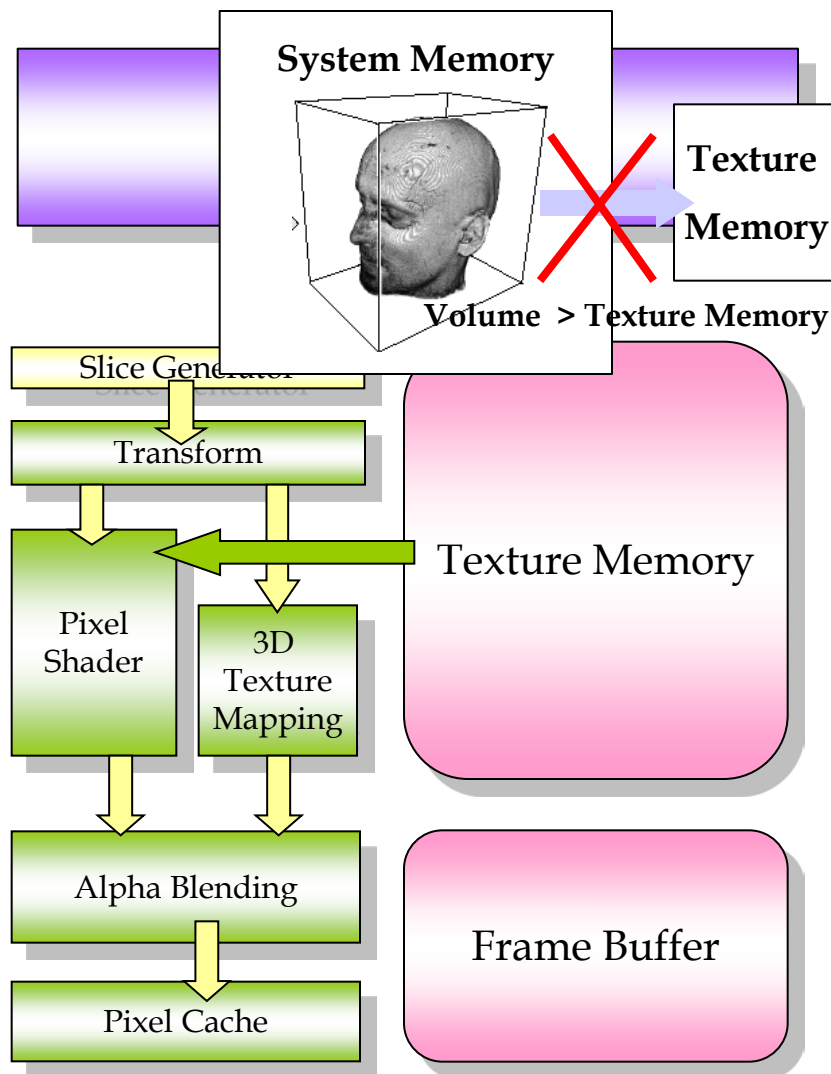 System Memory
Texture
Memory
Volume > Texture Memory
Slice Generator
Transform
Texture Memory
Pixel
Shader
3D
Texture
Mapping
Alpha Blending
Frame Buffer
Pixel Cache